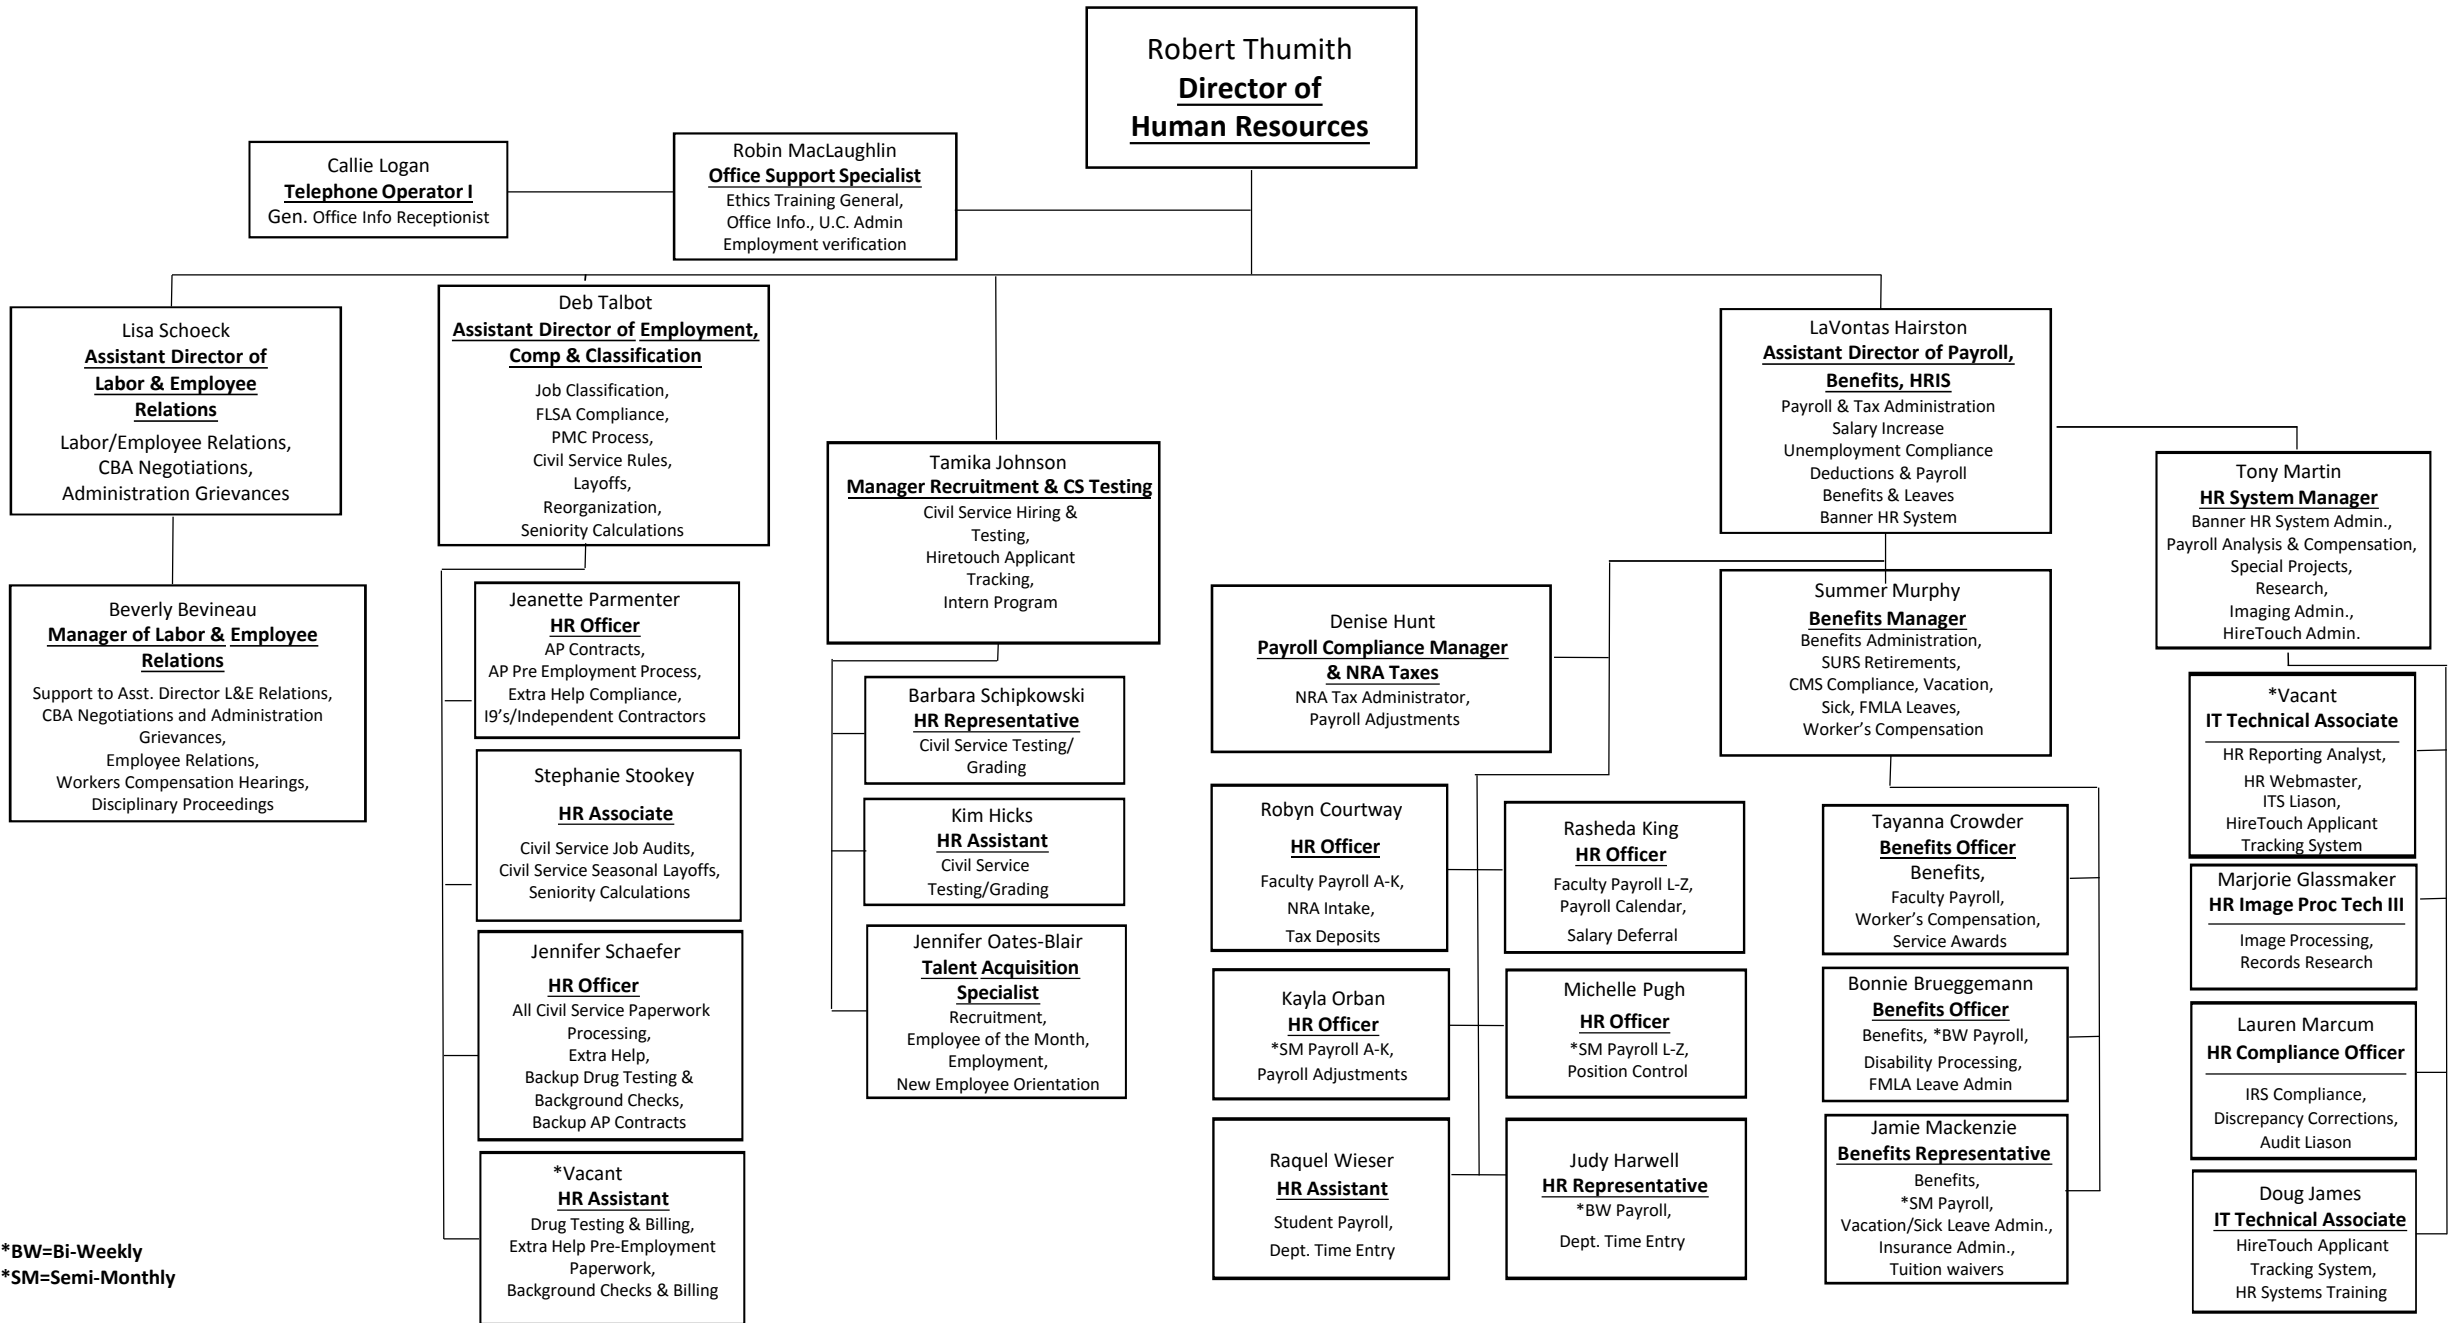 Robert Thumith
Director of
Human Resources
Callie Logan
Telephone Operator I
Gen. Office Info Receptionist
Robin MacLaughlin
Office Support Specialist
Ethics Training General,
Office Info., U.C. Admin
Employment verification
Lisa Schoeck
Assistant Director of
Labor & Employee
Relations
Labor/Employee Relations,
CBA Negotiations,
Administration Grievances
Beverly Bevineau
Manager of Labor & Employee
Relations
Support to Asst. Director L&E Relations,
CBA Negotiations and Administration
Grievances,
Employee Relations,
Workers Compensation Hearings,
Disciplinary Proceedings
Deb Talbot
Assistant Director of Employment,
Comp & Classification
Job Classification,
FLSA Compliance,
PMC Process,
Civil Service Rules,
Layoffs,
Reorganization,
Seniority Calculations
Jeanette Parmenter
HR Officer
AP Contracts,
AP Pre Employment Process,
Extra Help Compliance,
I9's/Independent Contractors
Stephanie Stookey
HR Associate
Civil Service Job Audits,
Civil Service Seasonal Layoffs,
Seniority Calculations
Jennifer Schaefer
HR Officer
All Civil Service Paperwork
Processing,
Extra Help,
Backup Drug Testing &
Background Checks,
Backup AP Contracts
*Vacant
HR Assistant
Drug Testing & Billing,
Extra Help Pre-Employment
Paperwork,
Background Checks & Billing
Tamika Johnson
Manager Recruitment & CS Testing
Civil Service Hiring &
Testing,
Hiretouch Applicant
Tracking,
Intern Program
Barbara Schipkowski
HR Representative
Civil Service Testing/
Grading
Kim Hicks
HR Assistant
Civil Service
Testing/Grading
Jennifer Oates-Blair
Talent Acquisition
Specialist
Recruitment,
Employee of the Month,
Employment,
New Employee Orientation
LaVontas Hairston
Assistant Director of Payroll,
Benefits, HRIS
Payroll & Tax Administration
Salary Increase
Unemployment Compliance
Deductions & Payroll
Benefits & Leaves
Banner HR System
Denise Hunt
Payroll Compliance Manager
& NRA Taxes
NRA Tax Administrator,
Payroll Adjustments
Robyn Courtway
HR Officer
Faculty Payroll A-K,
NRA Intake,
Tax Deposits
Rasheda King
HR Officer
Faculty Payroll L-Z,
Payroll Calendar,
Salary Deferral
Kayla Orban
HR Officer
*SM Payroll A-K,
Payroll Adjustments
Michelle Pugh
HR Officer
*SM Payroll L-Z,
Position Control
Raquel Wieser
HR Assistant
Student Payroll,
Dept. Time Entry
Judy Harwell
HR Representative
*BW Payroll,
Dept. Time Entry
Summer Murphy
Benefits Manager
Benefits Administration,
SURS Retirements,
CMS Compliance, Vacation,
Sick, FMLA Leaves,
Worker's Compensation
Tayanna Crowder
Benefits Officer
Benefits,
Faculty Payroll,
Worker's Compensation,
Service Awards
Bonnie Brueggemann
Benefits Officer
Benefits, *BW Payroll,
Disability Processing,
FMLA Leave Admin
Jamie Mackenzie
Benefits Representative
Benefits,
*SM Payroll,
Vacation/Sick Leave Admin.,
Insurance Admin.,
Tuition waivers
Tony Martin
HR System Manager
Banner HR System Admin.,
Payroll Analysis & Compensation,
Special Projects,
Research,
Imaging Admin.,
HireTouch Admin.
*Vacant
IT Technical Associate
HR Reporting Analyst,
HR Webmaster,
ITS Liason,
HireTouch Applicant
Tracking System
Marjorie Glassmaker
HR Image Proc Tech III
Image Processing,
Records Research
Lauren Marcum
HR Compliance Officer
IRS Compliance,
Discrepancy Corrections,
Audit Liason
Doug James
IT Technical Associate
HireTouch Applicant
Tracking System,
HR Systems Training
*BW=Bi-Weekly
*SM=Semi-Monthly